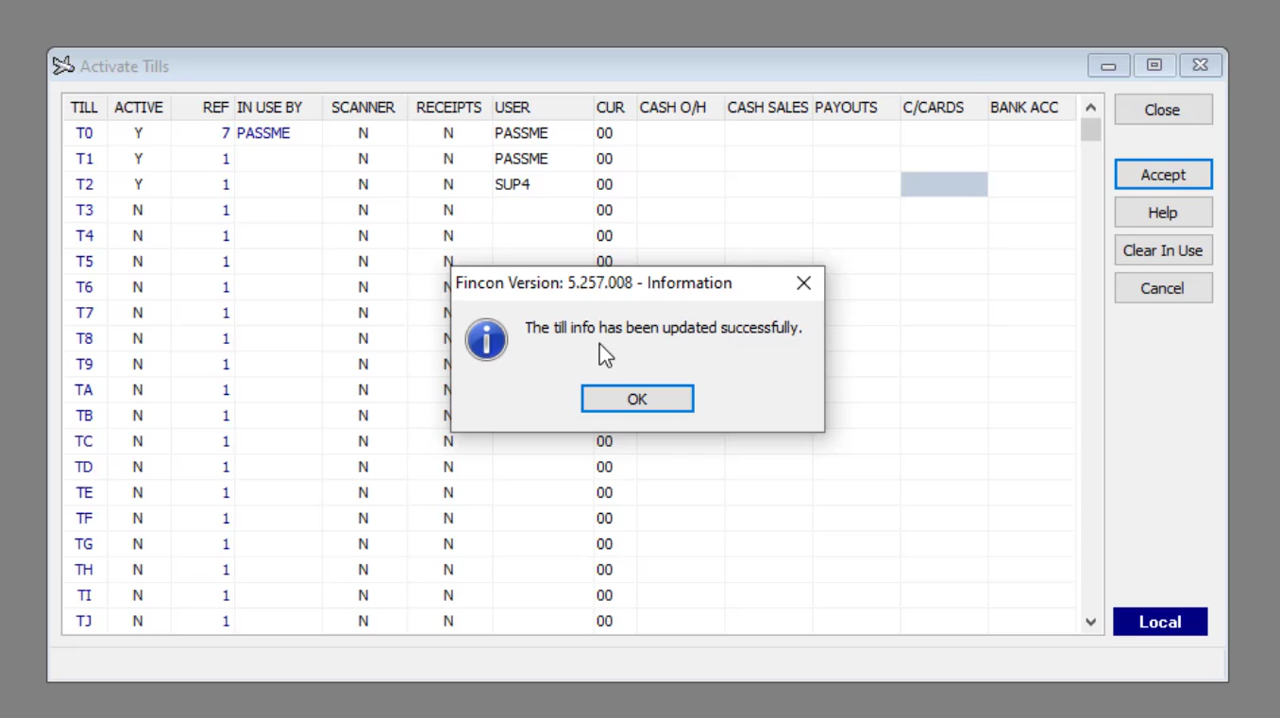 Activate Tills
TILL ACTIVE REF IN USE BY SCANNER RECEIPTS USER CUR CASH O/H CASH SALES PAYOUTS C/CARDS BANK ACC
T0 Y 7 PASSME N N PASSME 00
T1 Y 1 N N PASSME 00
T2 Y 1 N N SUP4 00
T3 N 1 N N 00
T4 N 1 N N 00
T5 N 1 N N 00
T6 N 1 N N
T7 N 1 N N
T8 N 1 N N
T9 N 1 N N
TA N 1 N N
TB N 1 N N
TC N 1 N N 00
TD N 1 N N 00
TE N 1 N N 00
TF N 1 N N 00
TG N 1 N N 00
TH N 1 N N 00
TI N 1 N N 00
TJ N 1 N N 00
Fincon Version: 5.257.008 - Information
The till info has been updated successfully.
OK
Close
Accept
Help
Clear In Use
Cancel
Local